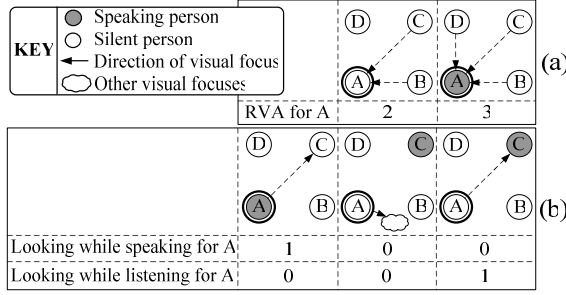 KEY
Speaking person
Silent person
Direction of visual focus
Other visual focuses
D C D C
A B A B
(a)
RVA for A 2 3
D C D C D C
A B A B A B
(b)
Looking while speaking for A 1 0 0
Looking while listening for A 0 0 1